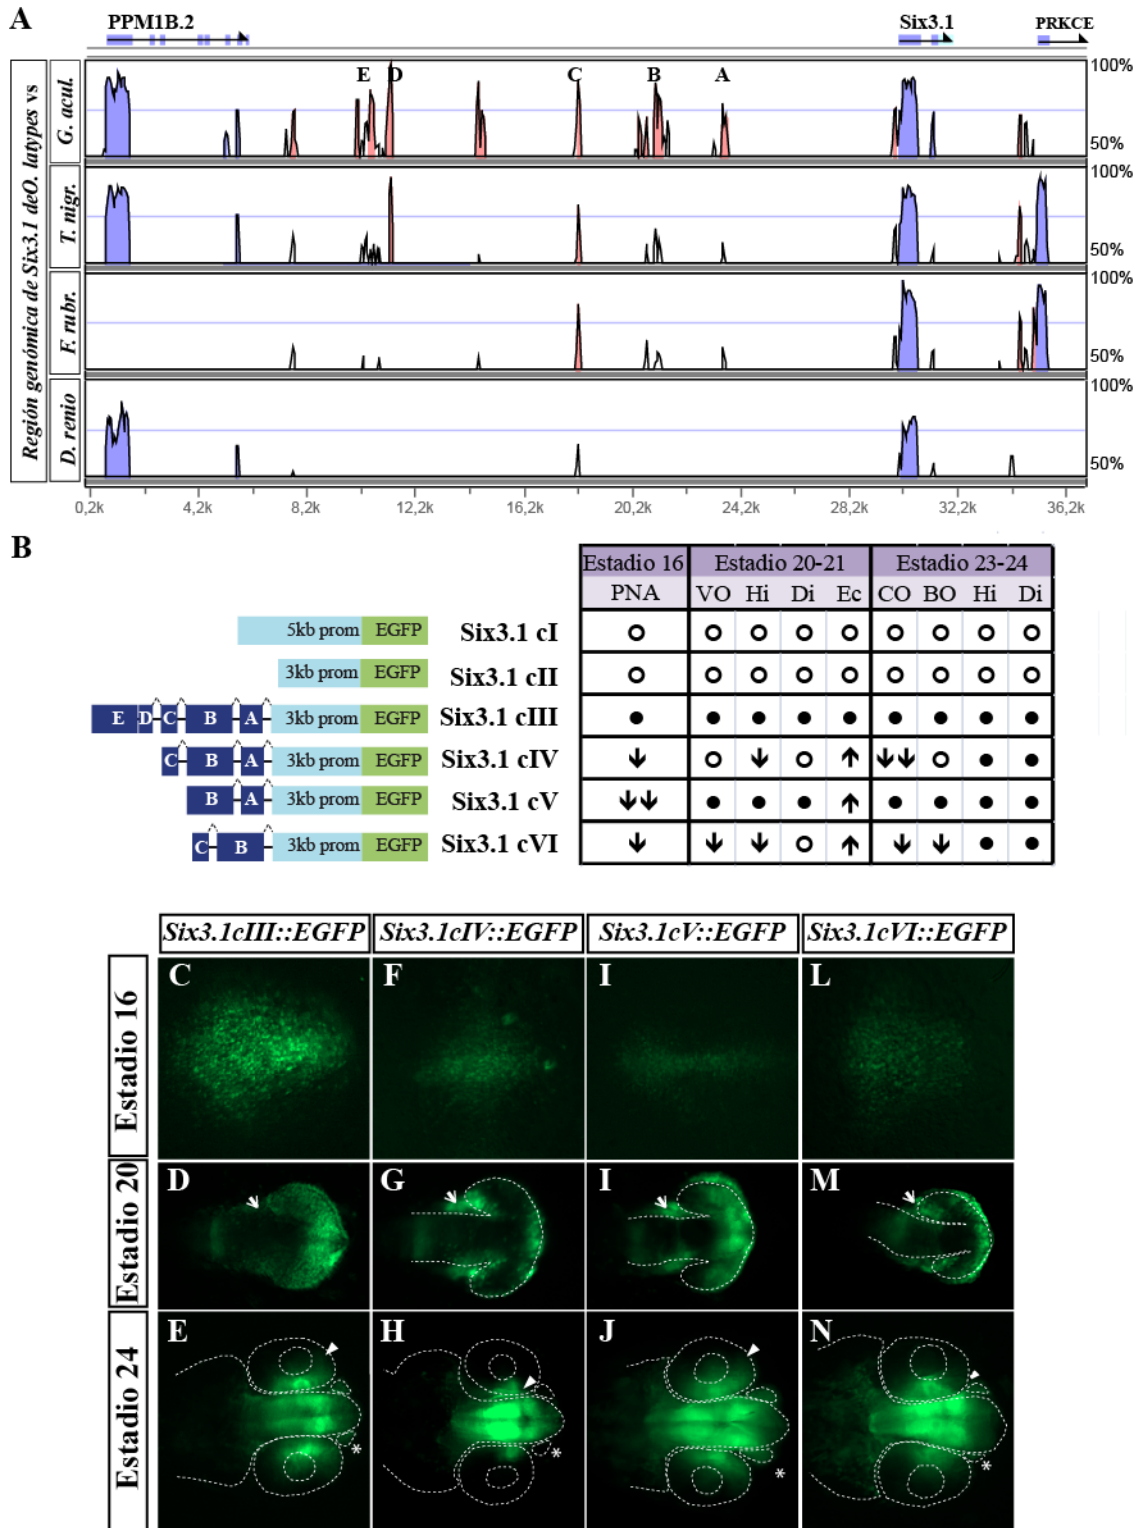 A
PPM1B.2 Six3.1 PRKCE
Región genómica de Six3.1 deO. latypes vs
G. acul.
E D C B A
100%
50%
T. nigr.
100%
50%
F. rubr.
100%
50%
D. renio
100%
50%
0,2k 4,2k 8,2k 12,2k 16,2k 20,2k 24,2k 28,2k 32,2k 36,2k
B
Estadio 16 Estadio 20-21 Estadio 23-24
PNA VO Hi Di Ec CO BO Hi Di
5kb prom EGFP Six3.1 cI
3kb prom EGFP Six3.1 cII
E D C B A 3kb prom EGFP Six3.1 cIII
C B A 3kb prom EGFP Six3.1 cIV
B A 3kb prom EGFP Six3.1 cV
C B 3kb prom EGFP Six3.1 cVI
Six3.1cIII::EGFP Six3.1cIV::EGFP Six3.1cV::EGFP Six3.1cVI::EGFP
Estadio 16
C F I L
Estadio 20
D G I M
Estadio 24
E H J N
* * * *